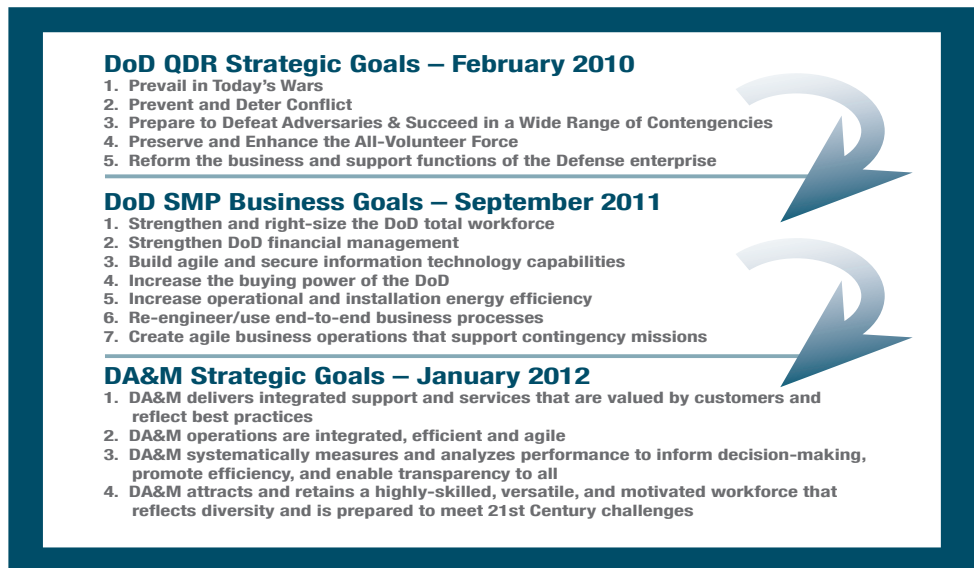 DoD QDR Strategic Goals – February 2010
1. Prevail in Today's Wars
2. Prevent and Deter Conflict
3. Prepare to Defeat Adversaries & Succeed in a Wide Range of Contengencies
4. Preserve and Enhance the All-Volunteer Force
5. Reform the business and support functions of the Defense enterprise
DoD SMP Business Goals – September 2011
1. Strengthen and right-size the DoD total workforce
2. Strengthen DoD financial management
3. Build agile and secure information technology capabilities
4. Increase the buying power of the DoD
5. Increase operational and installation energy efficiency
6. Re-engineer/use end-to-end business processes
7. Create agile business operations that support contingency missions
DA&M Strategic Goals – January 2012
1. DA&M delivers integrated support and services that are valued by customers and
reflect best practices
2. DA&M operations are integrated, efficient and agile
3. DA&M systematically measures and analyzes performance to inform decision-making,
promote efficiency, and enable transparency to all
4. DA&M attracts and retains a highly-skilled, versatile, and motivated workforce that
reflects diversity and is prepared to meet 21st Century challenges